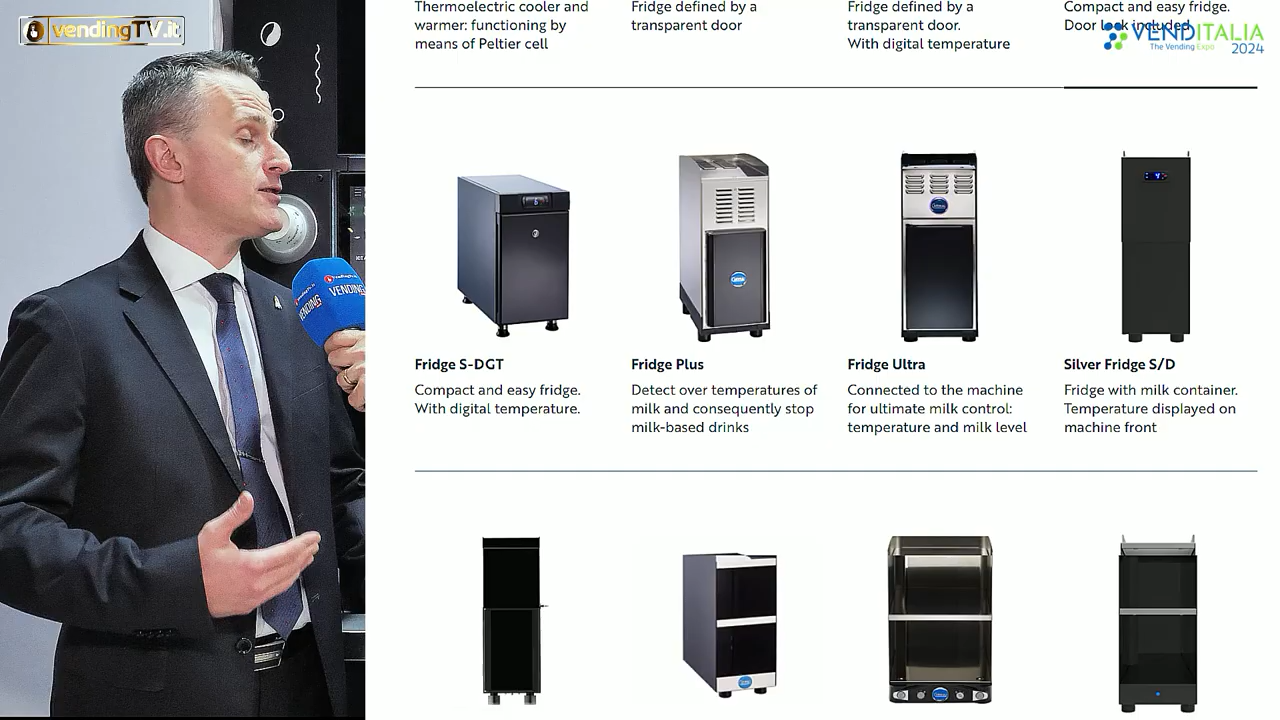 vendingTV.it
Thermoelectric cooler and
warmer: functioning by
means of Peltier cell
Fridge defined by a
transparent door
Fridge defined by a
transparent door.
With digital temperature
Compact and easy fridge.
Door lock included
VENDITALIA
The Vending Expo
2024
VENDING
VENDING
Fridge S-DGT
Compact and easy fridge.
With digital temperature.
Fridge Plus
Detect over temperatures of
milk and consequently stop
milk-based drinks
Fridge Ultra
Connected to the machine
for ultimate milk control:
temperature and milk level
Silver Fridge S/D
Fridge with milk container.
Temperature displayed on
machine front